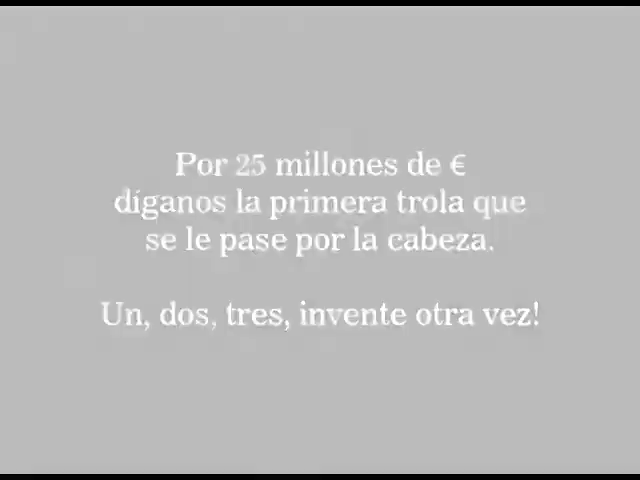 Por 25 millones de €
díganos la primera trola que
se le pase por la cabeza.
Un, dos, tres, invente otra vez!